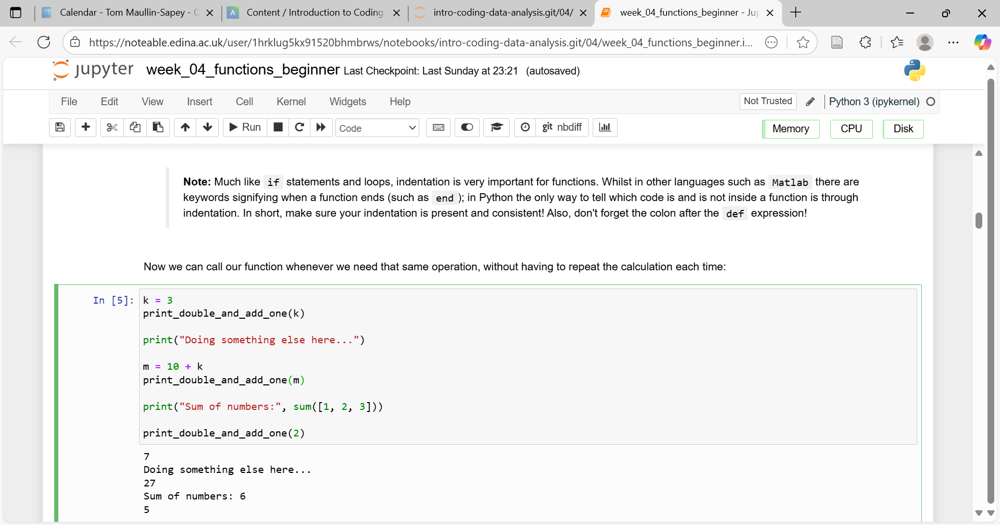 Calendar - Tom Maullin-Sapey - C
Content / Introduction to Coding
intro-coding-data-analysis.git/04/
week_04_functions_beginner - Jup
https://noteable.edina.ac.uk/user/1hrklug5kx91520bhmbrws/notebooks/intro-coding-data-analysis.git/04/week_04_functions_beginner.i...
jupyter week_04_functions_beginner Last Checkpoint: Last Sunday at 23:21 (autosaved)
File Edit View Insert Cell Kernel Widgets Help Not Trusted Python 3 (ipykernel)
Run Code git nbdiff Memory CPU Disk
Note: Much like if statements and loops, indentation is very important for functions. Whilst in other languages such as Matlab there are
keywords signifying when a function ends (such as end ); in Python the only way to tell which code is and is not inside a function is through
indentation. In short, make sure your indentation is present and consistent! Also, don't forget the colon after the def expression!
Now we can call our function whenever we need that same operation, without having to repeat the calculation each time:
In [5]: k = 3
print_double_and_add_one(k)
print("Doing something else here...")
m = 10 + k
print_double_and_add_one(m)
print("Sum of numbers:", sum([1, 2, 3]))
print_double_and_add_one(2)
7
Doing something else here...
27
Sum of numbers: 6
5